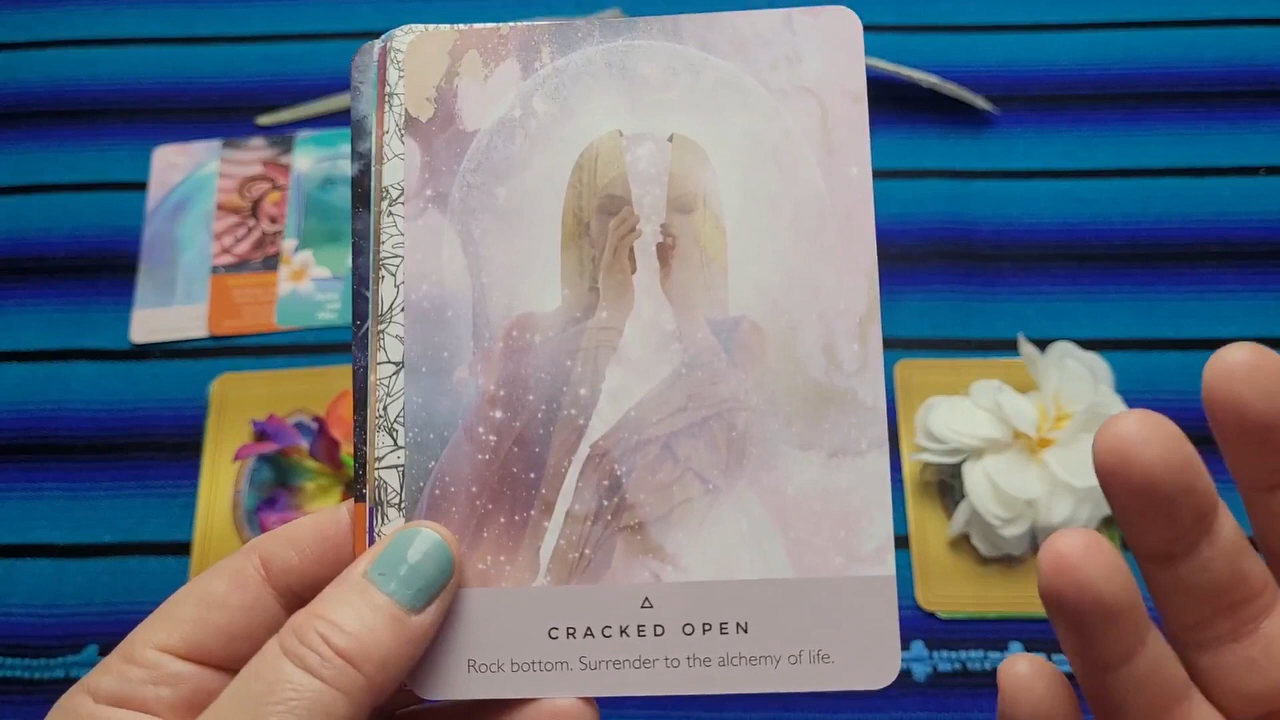 CRACKED OPEN
Rock bottom. Surrender to the alchemy of life.